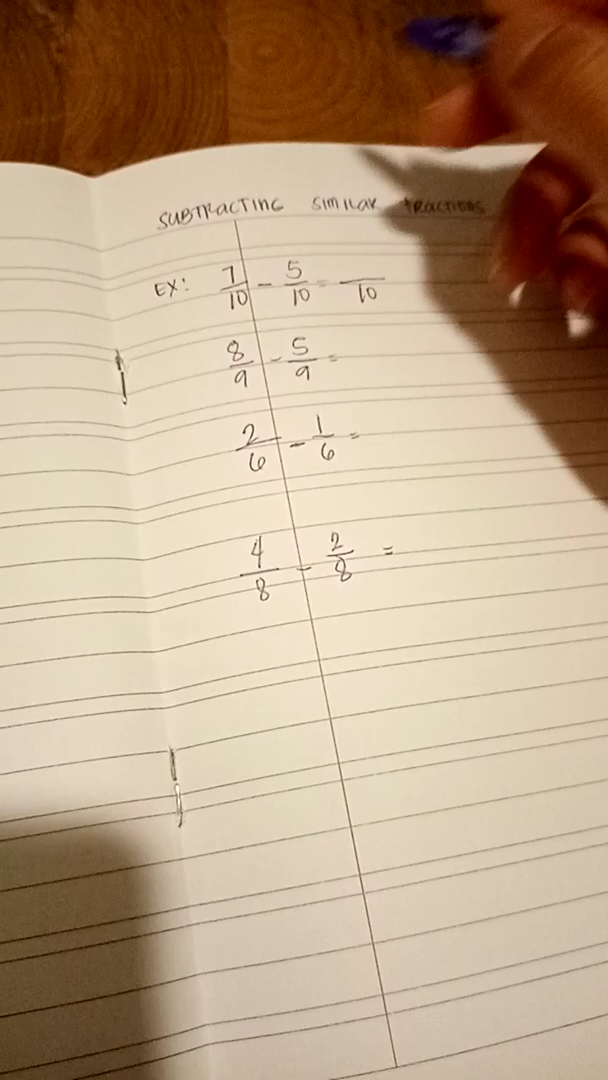 SUBTRACTING SIMILAR fRACTIONS
EX: 7/10 - 5/10 = /10
8/9 - 5/9 =
2/6 - 1/6 =
4/8 - 2/8 =